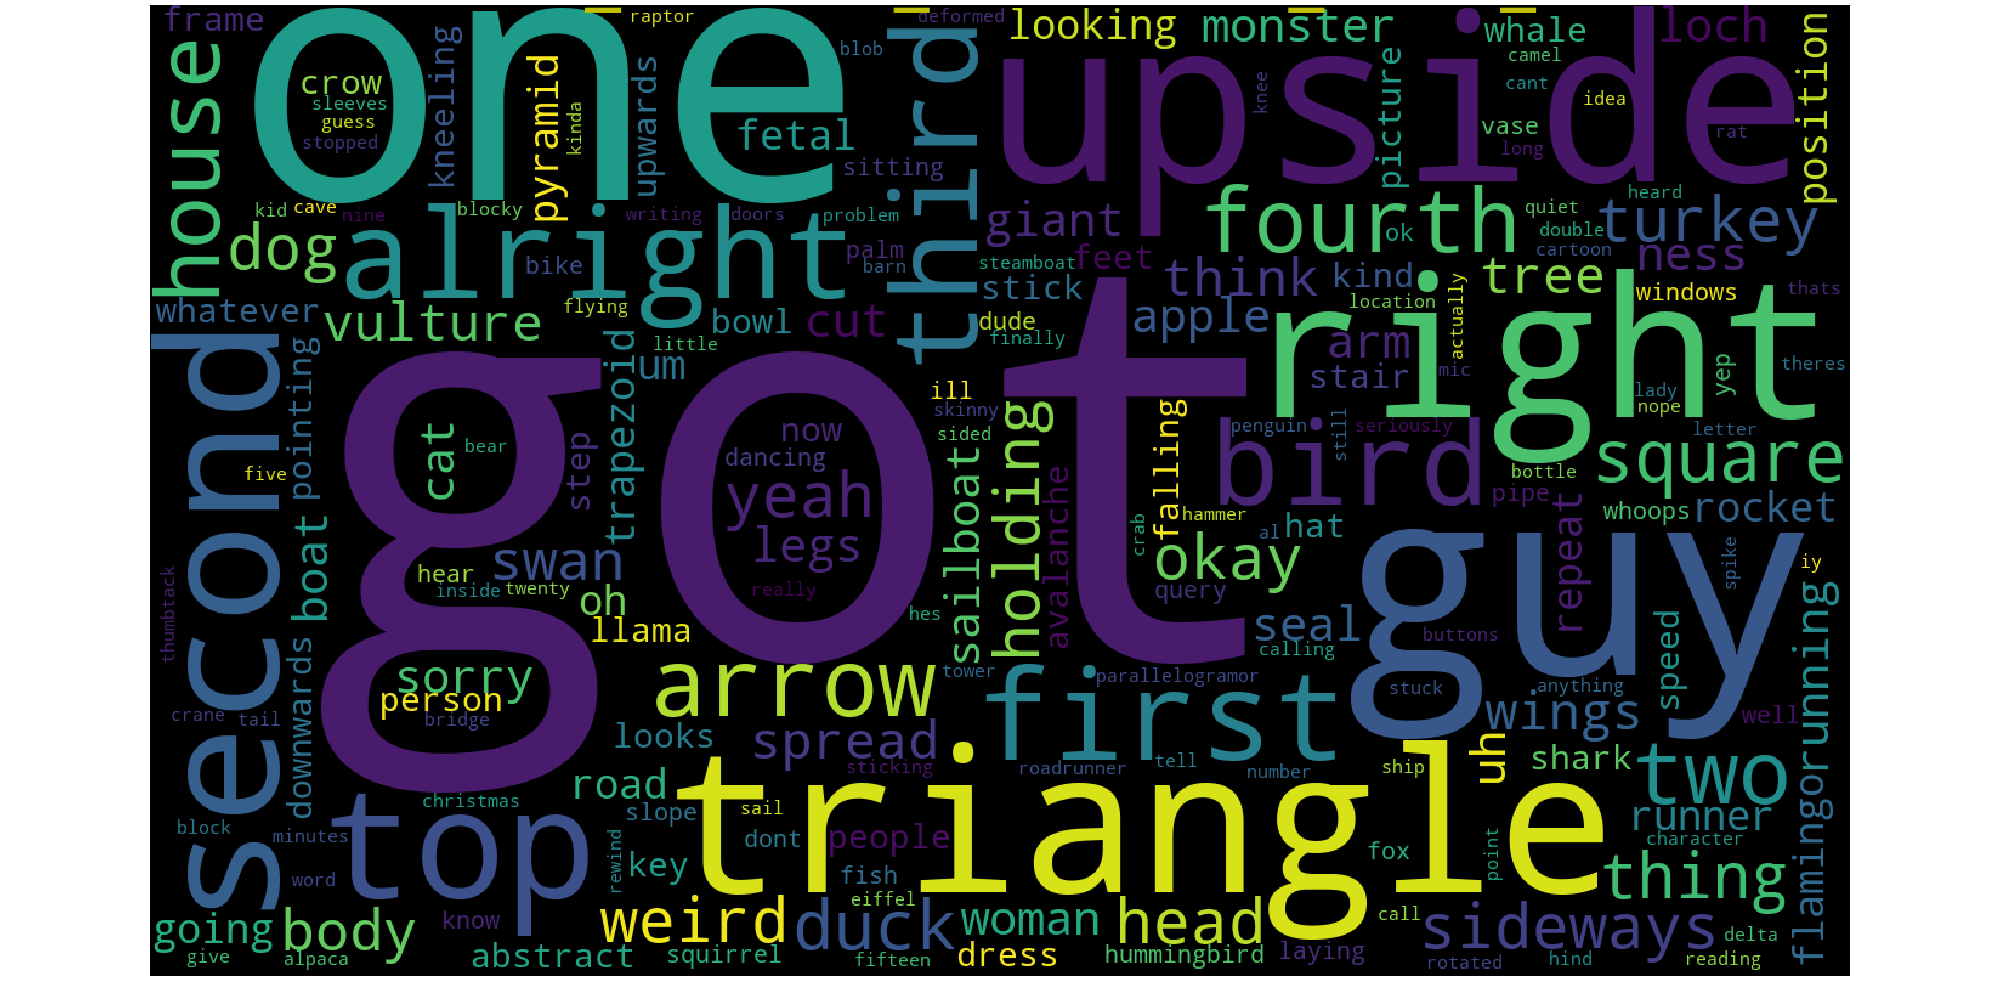 frame
raptor
deformed
looking
monster
whale
loch
one
upside
house
third
crow
sleeves
guess
stopped
kneeling
pyramid
kinda
upwards
blob
fetal
sitting
knee
picture
camel
cant
idea
vase
long
rat
position
kid
cave
nine
blocky
writing
doors
problem
dog
alright
bike
palm
barn
giant
fourth
heard
quiet
double
cartoon
ok
turkey
ness
steamboat
feet
think
kind
tree
stick
location
actually
windows
thats
whatever
flying
vulture
little
um
bowl
cut
dude
finally
apple
arm
stair
mic
right
yep
theres
second
pointing
trapezoid
got
ill
skinny
sided
lady
nope
letter
cat
bear
step
now
dancing
yeah
legs
really
five
boat
sailboat
holding
avalanche
falling
penguin
still
seriously
bird
square
bottle
pipe
repeat
whoops
rocket
crab
hammer
al
hat
okay
query
guy
spike
iy
thumbtack
hear
inside
twenty
swan
oh
llama
hes
seal
calling
buttons
flamingorunning
speed
downwards
sorry
person
bridge
arrow
tower
parallelogramor
first
stuck
anything
wings
well
crane
tail
looks
spread
sticking
roadrunner
tell
number
ship
uh
shark
two
road
christmas
block
minutes
top
slope
sail
triangle
runner
character
word
rewind
key
dont
people
fish
fox
point
thing
going
body
know
weird
duck
eiffel
woman
head
call
sideways
delta
give
alpaca
abstract
squirrel
fifteen
dress
hummingbird
laying
rotated
hind
reading